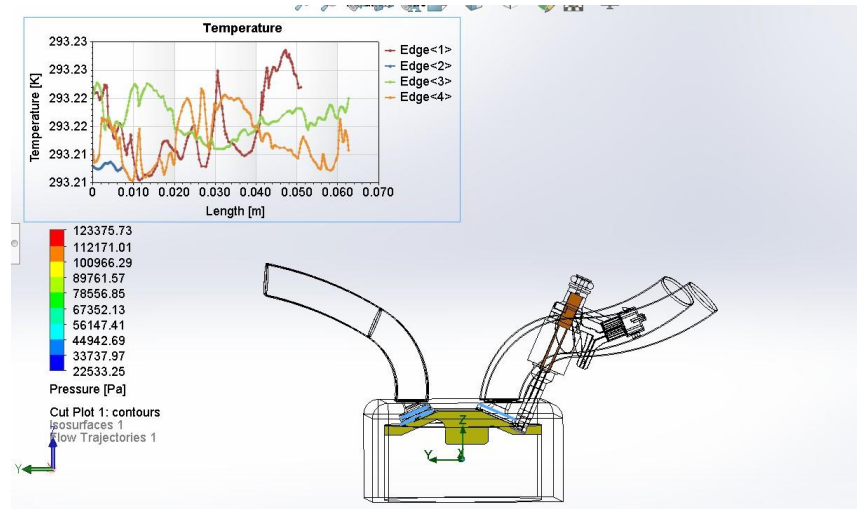 Temperature
293.23
293.23
293.22
293.22
293.21
293.21
Temperature [K]
0 0.010 0.020 0.030 0.040 0.050 0.060 0.070
Length [m]
Edge<1>
Edge<2>
Edge<3>
Edge<4>
123375.73
112171.01
100966.29
89761.57
78556.85
67352.13
56147.41
44942.69
33737.97
22533.25
Pressure [Pa]
Cut Plot 1: contours
Isosurfaces 1
Flow Trajectories 1
Y
Z
Y